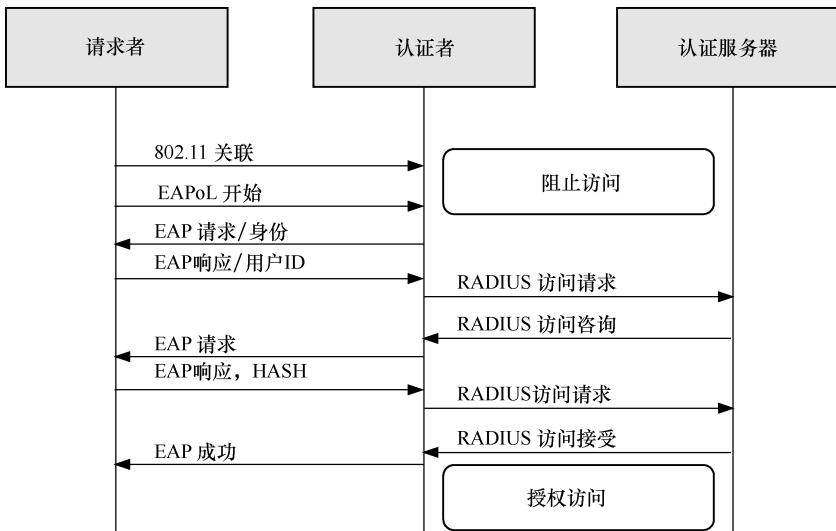 请求者
认证者
认证服务器
802.11 关联
阻止访问
EAPoL 开始
EAP 请求/身份
EAP响应/用户ID
RADIUS 访问请求
RADIUS 访问咨询
EAP 请求
EAP响应，HASH
RADIUS访问请求
RADIUS 访问接受
EAP 成功
授权访问